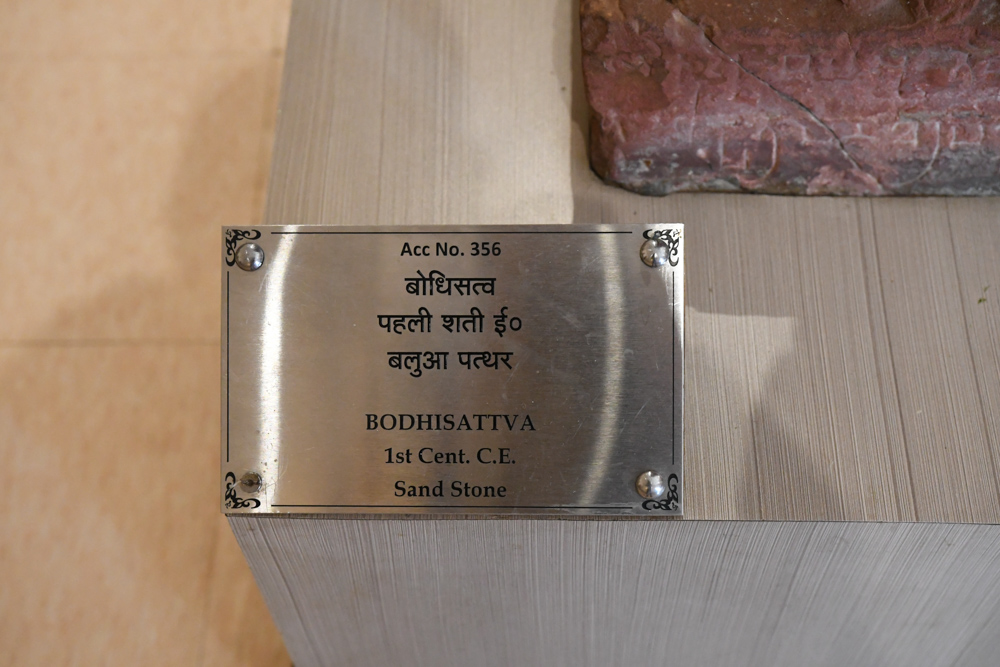 Acc No. 356
बोधिसत्व
पहली शती ई०
बलुआ पत्थर
BODHISATTVA
1st Cent. C.E.
Sand Stone